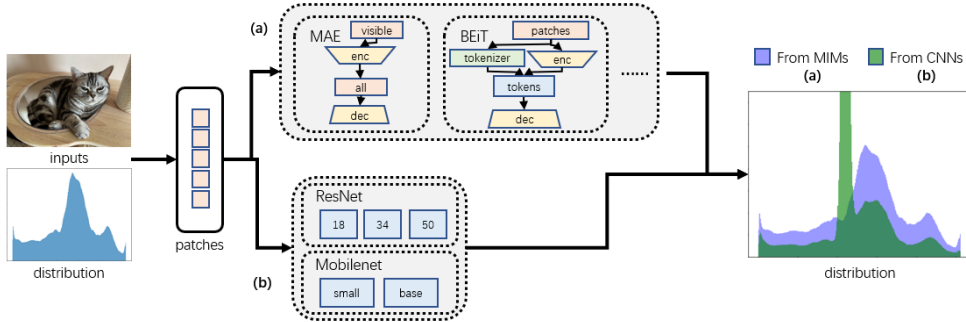 inputs
distribution
patches
(a)
MAE
visible
enc
all
dec
BEiT
patches
tokenizer
enc
tokens
dec
......
(b)
ResNet
18
34
50
Mobilenet
small
base
From MIMs
(a)
From CNNs
(b)
distribution